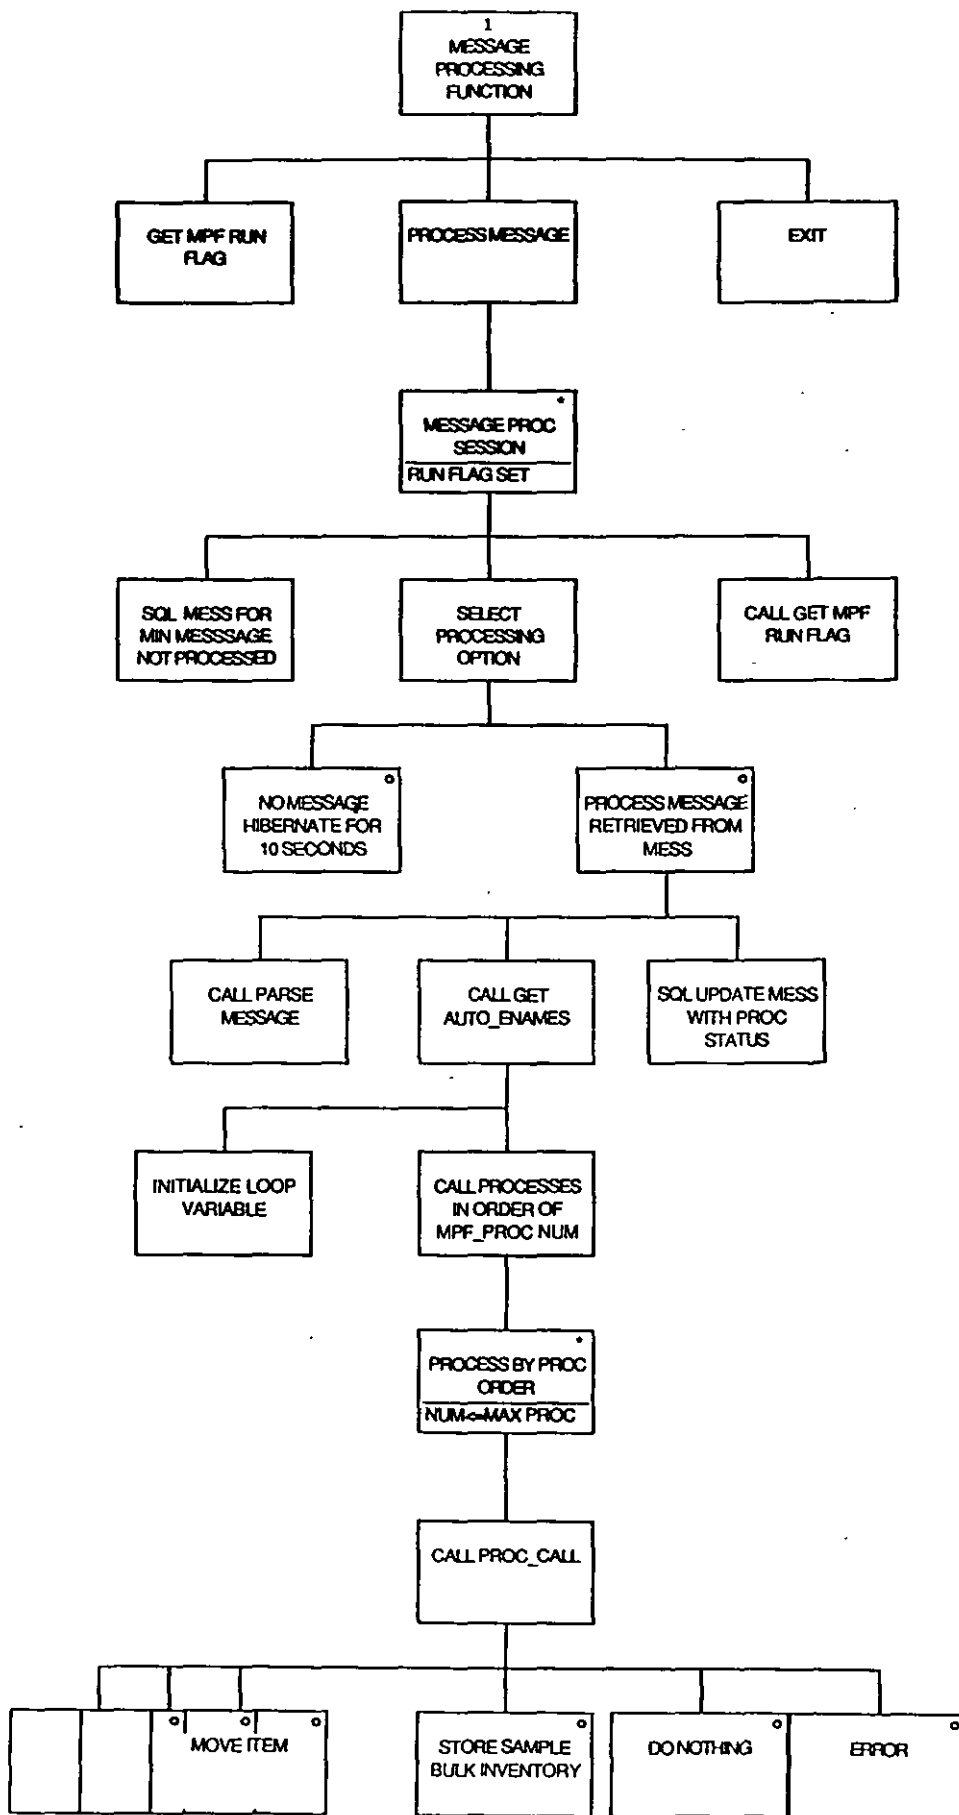 1
MESSAGE
PROCESSING
FUNCTION
GET MPF RUN
FLAG
PROCESS MESSAGE
EXIT
MESSAGE PROC
SESSION
RUN FLAG SET
SQL MESS FOR
MIN MESSSAGE
NOT PROCESSED
SELECT
PROCESSING
OPTION
CALL GET MPF
RUN FLAG
NO MESSAGE
HIBERNATE FOR
10 SECONDS
PROCESS MESSAGE
RETRIEVED FROM
MESS
CALL PARSE
MESSAGE
CALL GET
AUTO_ENAMES
SQL UPDATE MESS
WITH PROC
STATUS
INITIALIZE LOOP
VARIABLE
CALL PROCESSES
IN ORDER OF
MPF_PROC NUM
PROCESS BY PROC
ORDER
NUM<=MAX PROC
CALL PROC_CALL
MOVE ITEM
STORE SAMPLE
BULK INVENTORY
DO NOTHING
ERROR